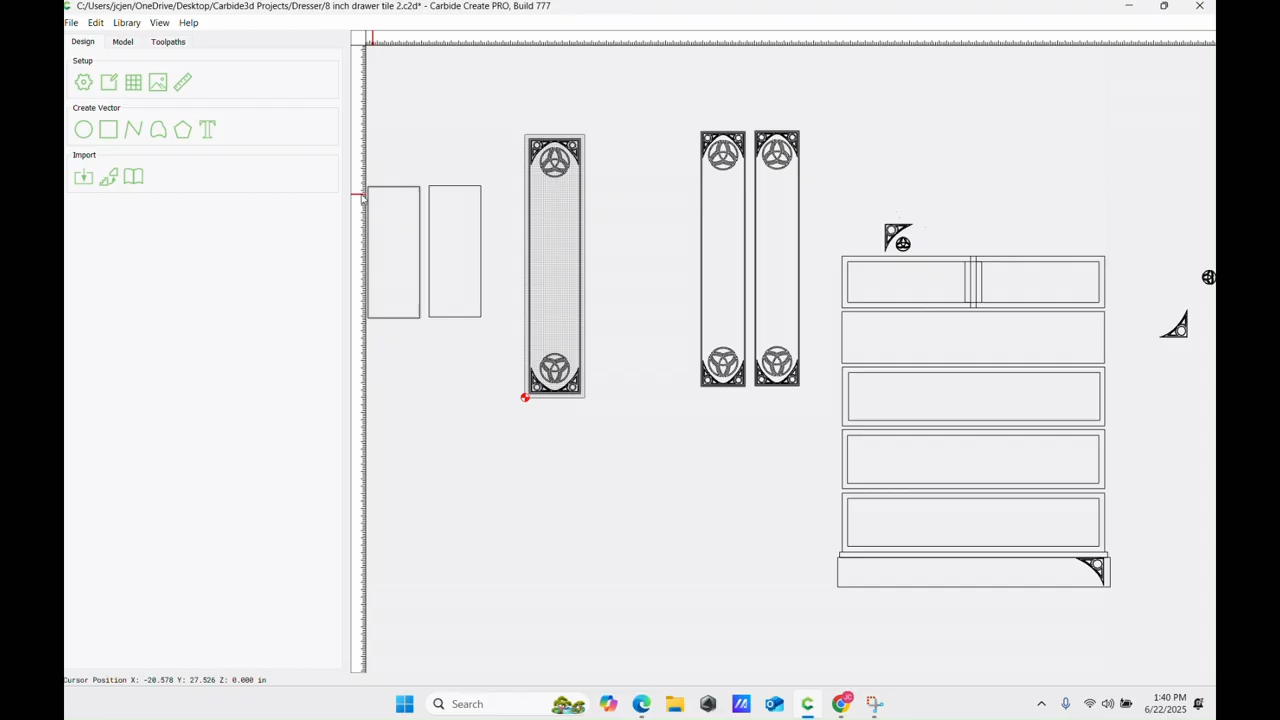 C:/Users/jcjen/OneDrive/Desktop/Carbide3d Projects/Dresser/8 inch drawer tile 2.c2d* - Carbide Create PRO, Build 777
File Edit Library View Help
Design Model Toolpaths
Setup
Create Vector
Import
Cursor Position X: -20.578 Y: 27.526 Z: 0.000 in
Search
JC
1:40 PM
6/22/2025